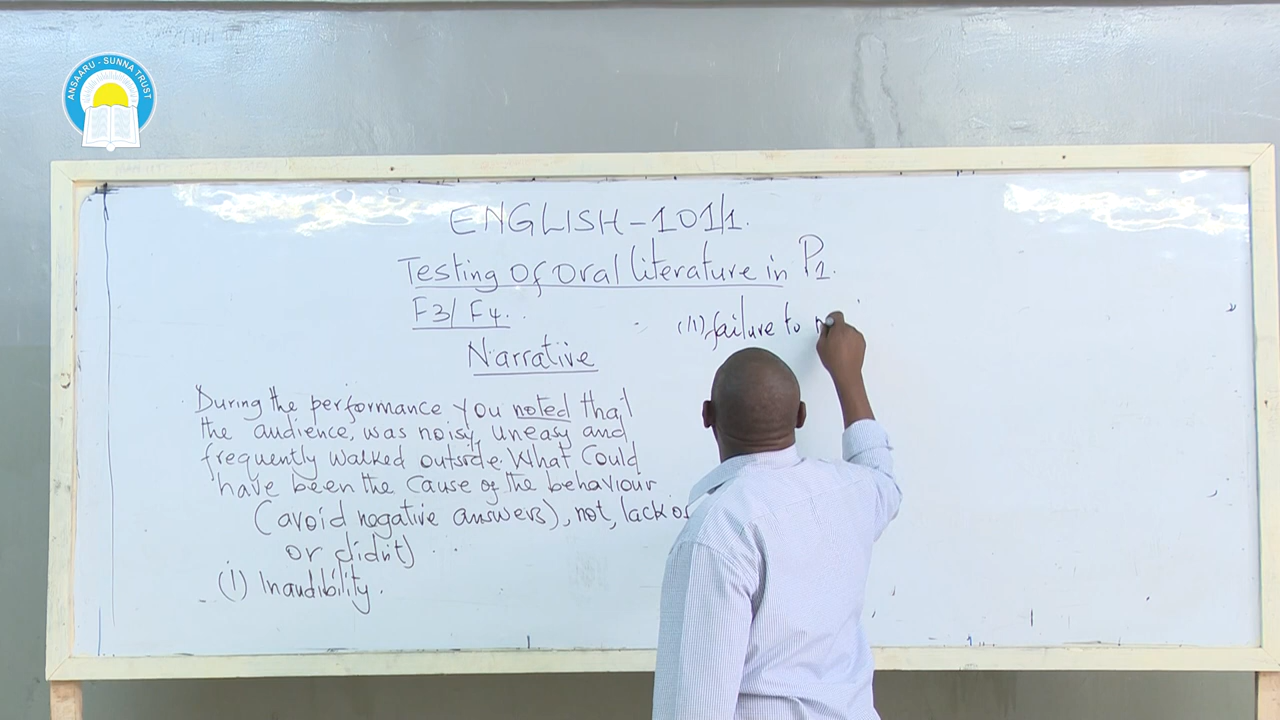 ANSAARU - SUNNA TRUST
ENGLISH-101/1.
Testing of Oral literature in P1.
F3/ F4..
Narrative
During the performance you noted that
the audience, was noisy, uneasy and
frequently walked outside. What Could
have been the cause of the behaviour
(avoid negative answers), not, lack of
or didn't) ..
(i) Inaudibility.
failure to